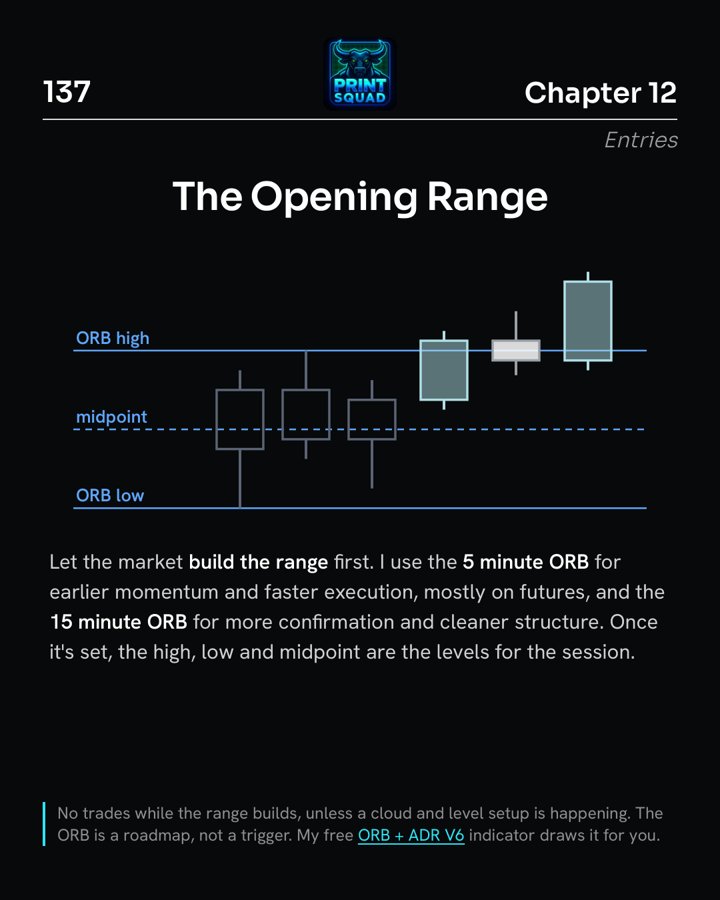 137
PRINT
SQUAD
Chapter 12
Entries
The Opening Range
ORB high
midpoint
ORB low
Let the market build the range first. I use the 5 minute ORB for
earlier momentum and faster execution, mostly on futures, and the
15 minute ORB for more confirmation and cleaner structure. Once
it's set, the high, low and midpoint are the levels for the session.
No trades while the range builds, unless a cloud and level setup is happening. The
ORB is a roadmap, not a trigger. My free ORB + ADR V6 indicator draws it for you.